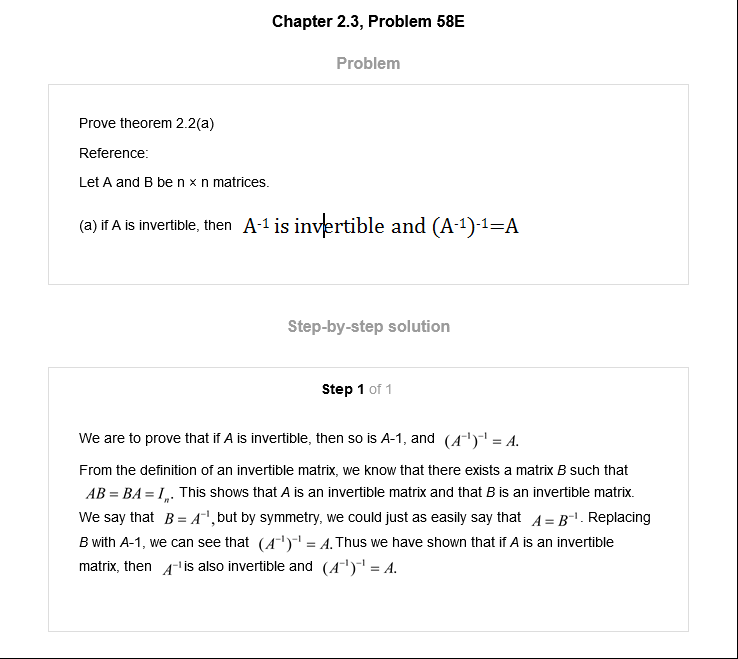 Chapter 2.3, Problem 58E
Problem
Prove theorem 2.2(a)
Reference:
Let A and B be n × n matrices.
(a) if A is invertible, then A-1 is invertible and (A-1)-1=A
Step-by-step solution
Step 1 of 1
We are to prove that if A is invertible, then so is A-1, and (A⁻¹)⁻¹ = A.
From the definition of an invertible matrix, we know that there exists a matrix B such that
AB = BA = Iₙ. This shows that A is an invertible matrix and that B is an invertible matrix.
We say that B = A⁻¹, but by symmetry, we could just as easily say that A = B⁻¹. Replacing
B with A-1, we can see that (A⁻¹)⁻¹ = A. Thus we have shown that if A is an invertible
matrix, then A⁻¹ is also invertible and (A⁻¹)⁻¹ = A.